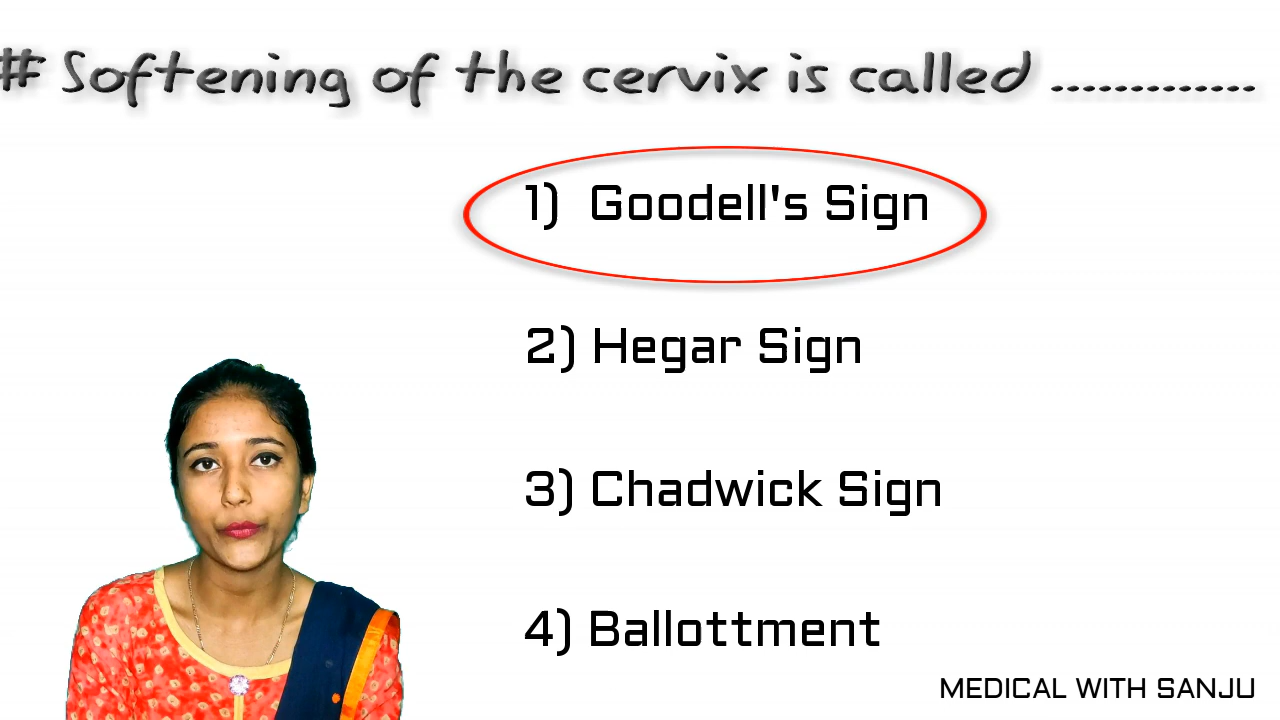 # Softening of the cervix is called .............
1) Goodell's Sign
2) Hegar Sign
3) Chadwick Sign
4) Ballottment
MEDICAL WITH SANJU